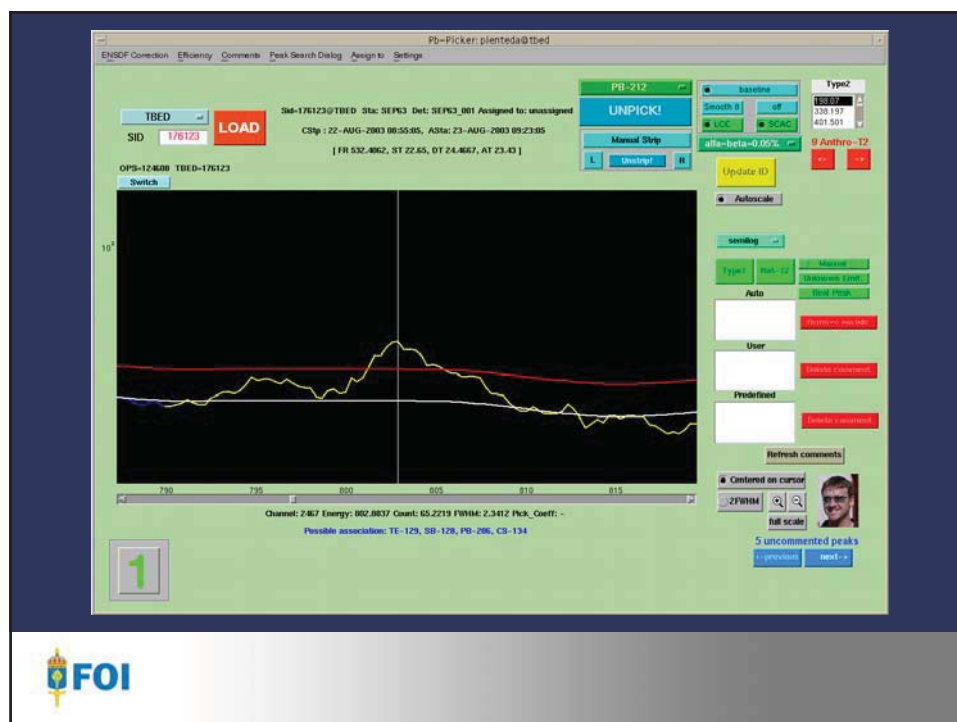 Pb-Picker: plenteda@tbed
ENSDF Correction Efficiency Comments Peak Search Dialog Assign to Settings
TBED
SID 176123
LOAD
Sid=176123@TBED Sta: SEP63 Det: SEP63_001 Assigned to: unassigned
CStp : 22-AUG-2003 08:55:05, ASta: 23-AUG-2003 09:23:05
[ FR 532.4062, ST 22.65, DT 24.4667, AT 23.43 ]
PB-212
UNPICK!
Manual Strip
L Unstrip! R
baseline
Smooth 0 off
LCC SCAC
alfa=beta=0.05%
Type2
198.07
338.197
401.501
9 Anthro-T2
<- ->
Update ID
Autoscale
OPS=124680 TBED=176123
Switch
semilog
Type1 Nat-T2 Manual
Unknown Line.
Real Peak
Auto
User
Delete comment
Predefined
Delete comment
Refresh comments
790 795 800 805 810 815
Channel: 2467 Energy: 802.8837 Count: 65.2219 FWHM: 2.3412 Pick_Coeff: -
Possible association: TE-129, SB-128, PB-206, CS-134
Centered on cursor
2FWHM
full scale
5 uncommented peaks
<-previous next->
1
FOI